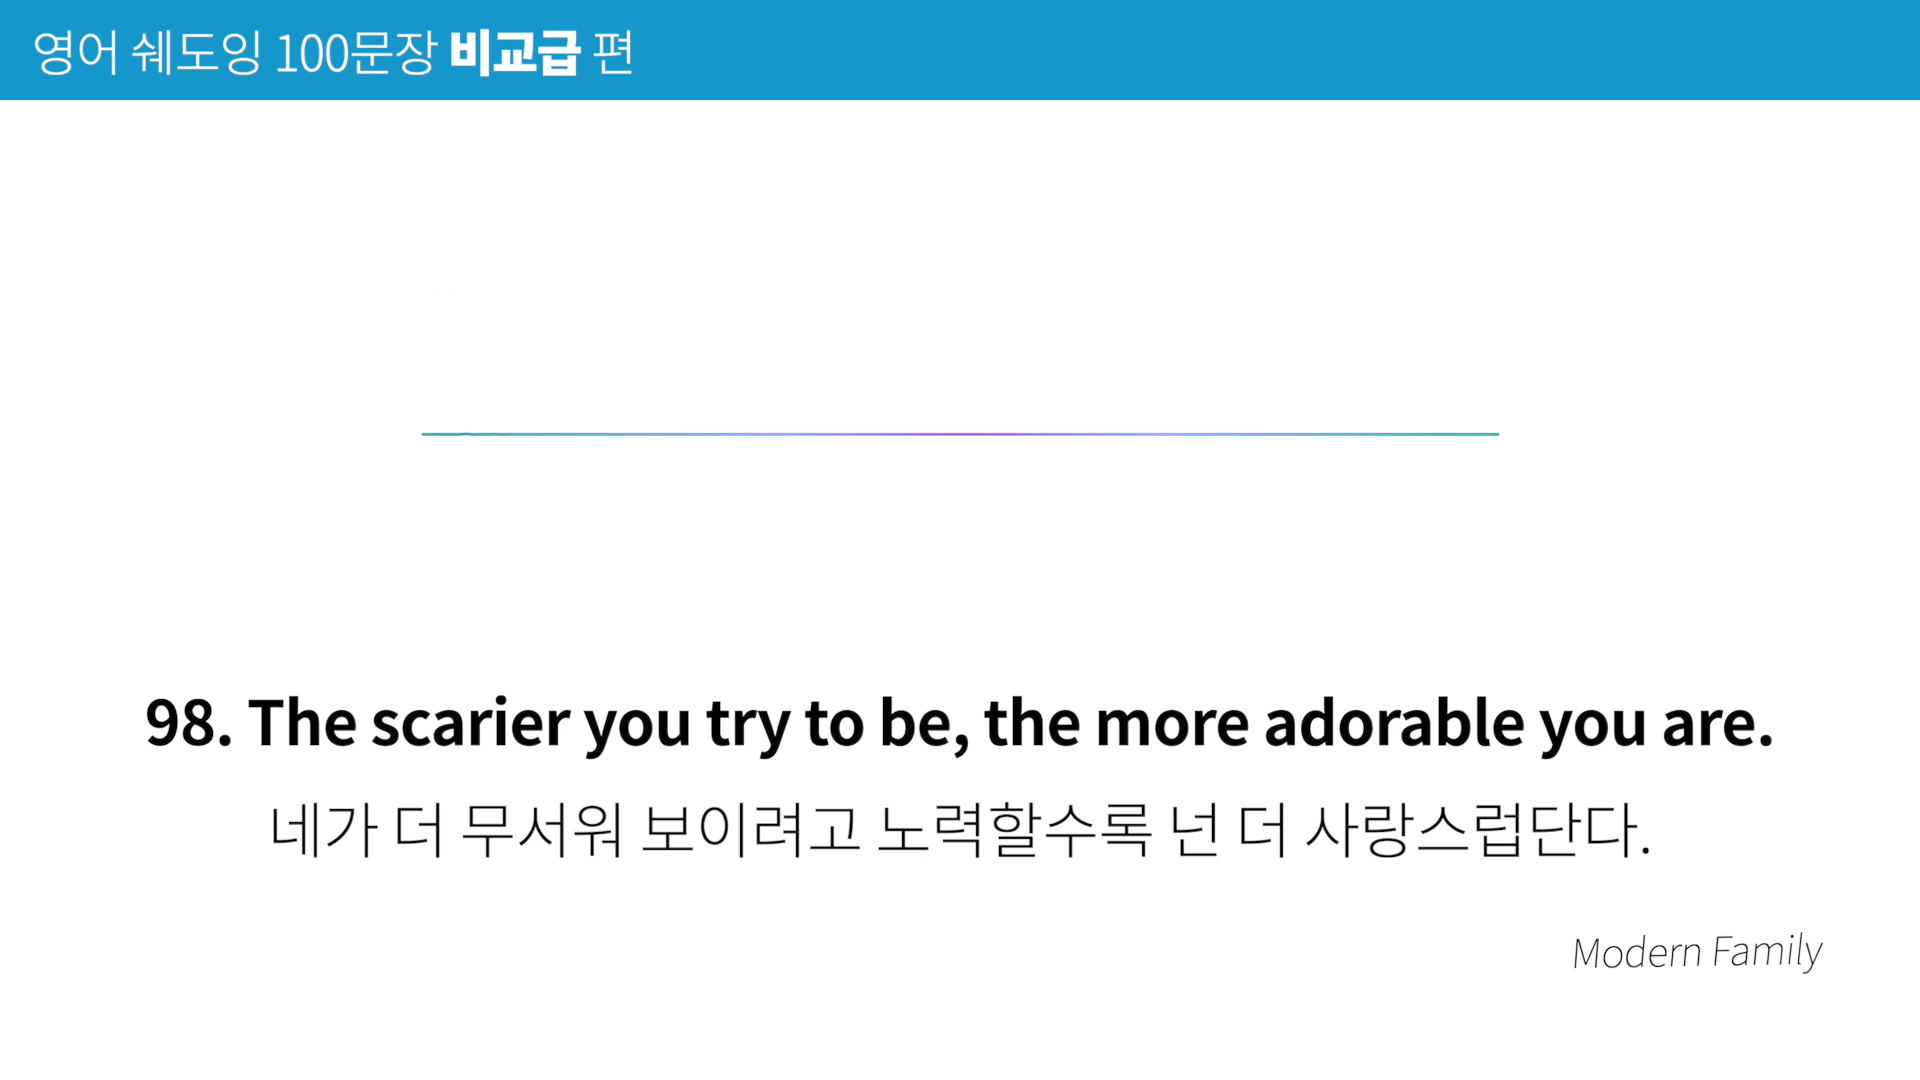 영어 쉐도잉 100문장 비교급 편
98. The scarier you try to be, the more adorable you are.
네가 더 무서워 보이려고 노력할수록 넌 더 사랑스럽단다.
Modern Family